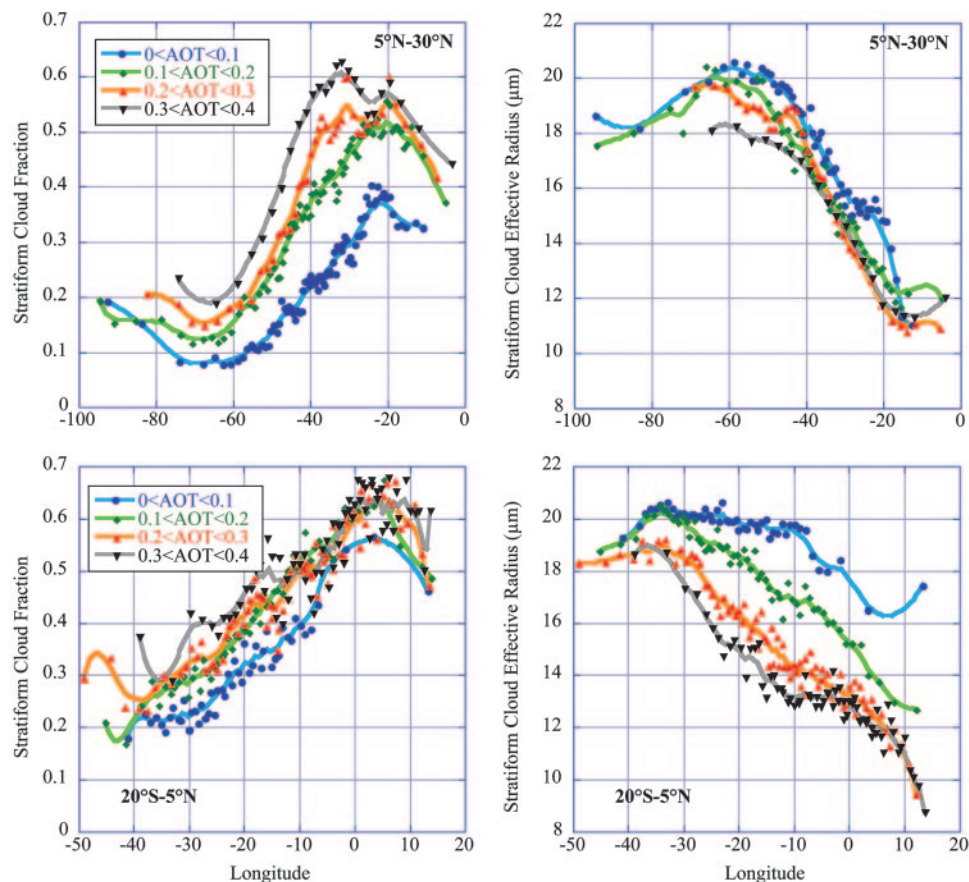 0.7
0.6
0.5
0.4
0.3
0.2
0.1
0
Stratiform Cloud Fraction
5°N-30°N
0<AOT<0.1
0.1<AOT<0.2
0.2<AOT<0.3
0.3<AOT<0.4
-100 -80 -60 -40 -20 0
22
20
18
16
14
12
10
8
Stratiform Cloud Effective Radius (μm)
5°N-30°N
-100 -80 -60 -40 -20 0
0.7
0.6
0.5
0.4
0.3
0.2
0.1
0
Stratiform Cloud Fraction
0<AOT<0.1
0.1<AOT<0.2
0.2<AOT<0.3
0.3<AOT<0.4
20°S-5°N
-50 -40 -30 -20 -10 0 10 20
Longitude
22
20
18
16
14
12
10
8
Stratiform Cloud Effective Radius (μm)
20°S-5°N
-50 -40 -30 -20 -10 0 10 20
Longitude